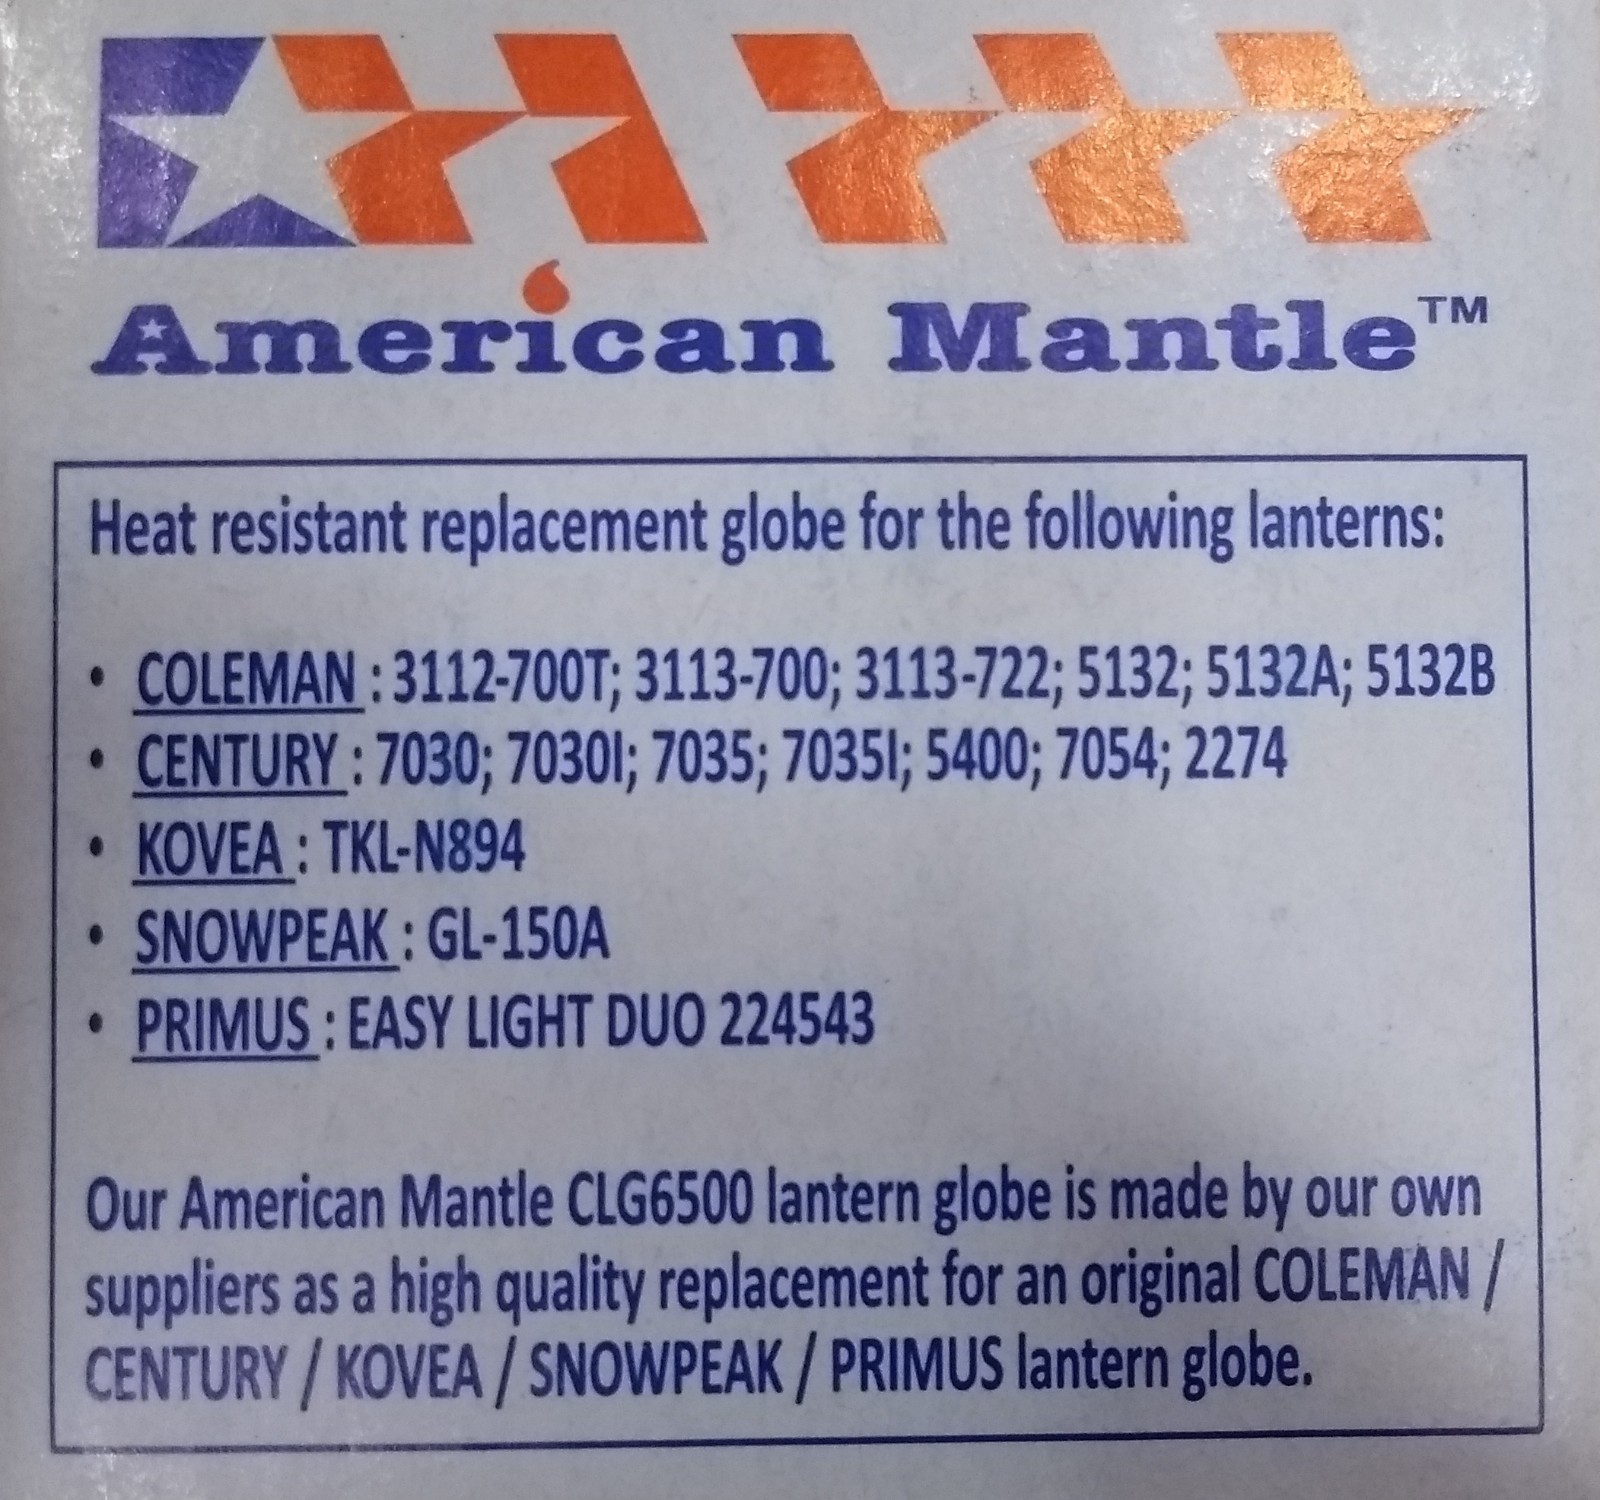 American Mantle™
Heat resistant replacement globe for the following lanterns:
• COLEMAN : 3112-700T; 3113-700; 3113-722; 5132; 5132A; 5132B
• CENTURY : 7030; 7030I; 7035; 7035I; 5400; 7054; 2274
• KOVEA : TKL-N894
• SNOWPEAK : GL-150A
• PRIMUS : EASY LIGHT DUO 224543
Our American Mantle CLG6500 lantern globe is made by our own
suppliers as a high quality replacement for an original COLEMAN /
CENTURY / KOVEA / SNOWPEAK / PRIMUS lantern globe.